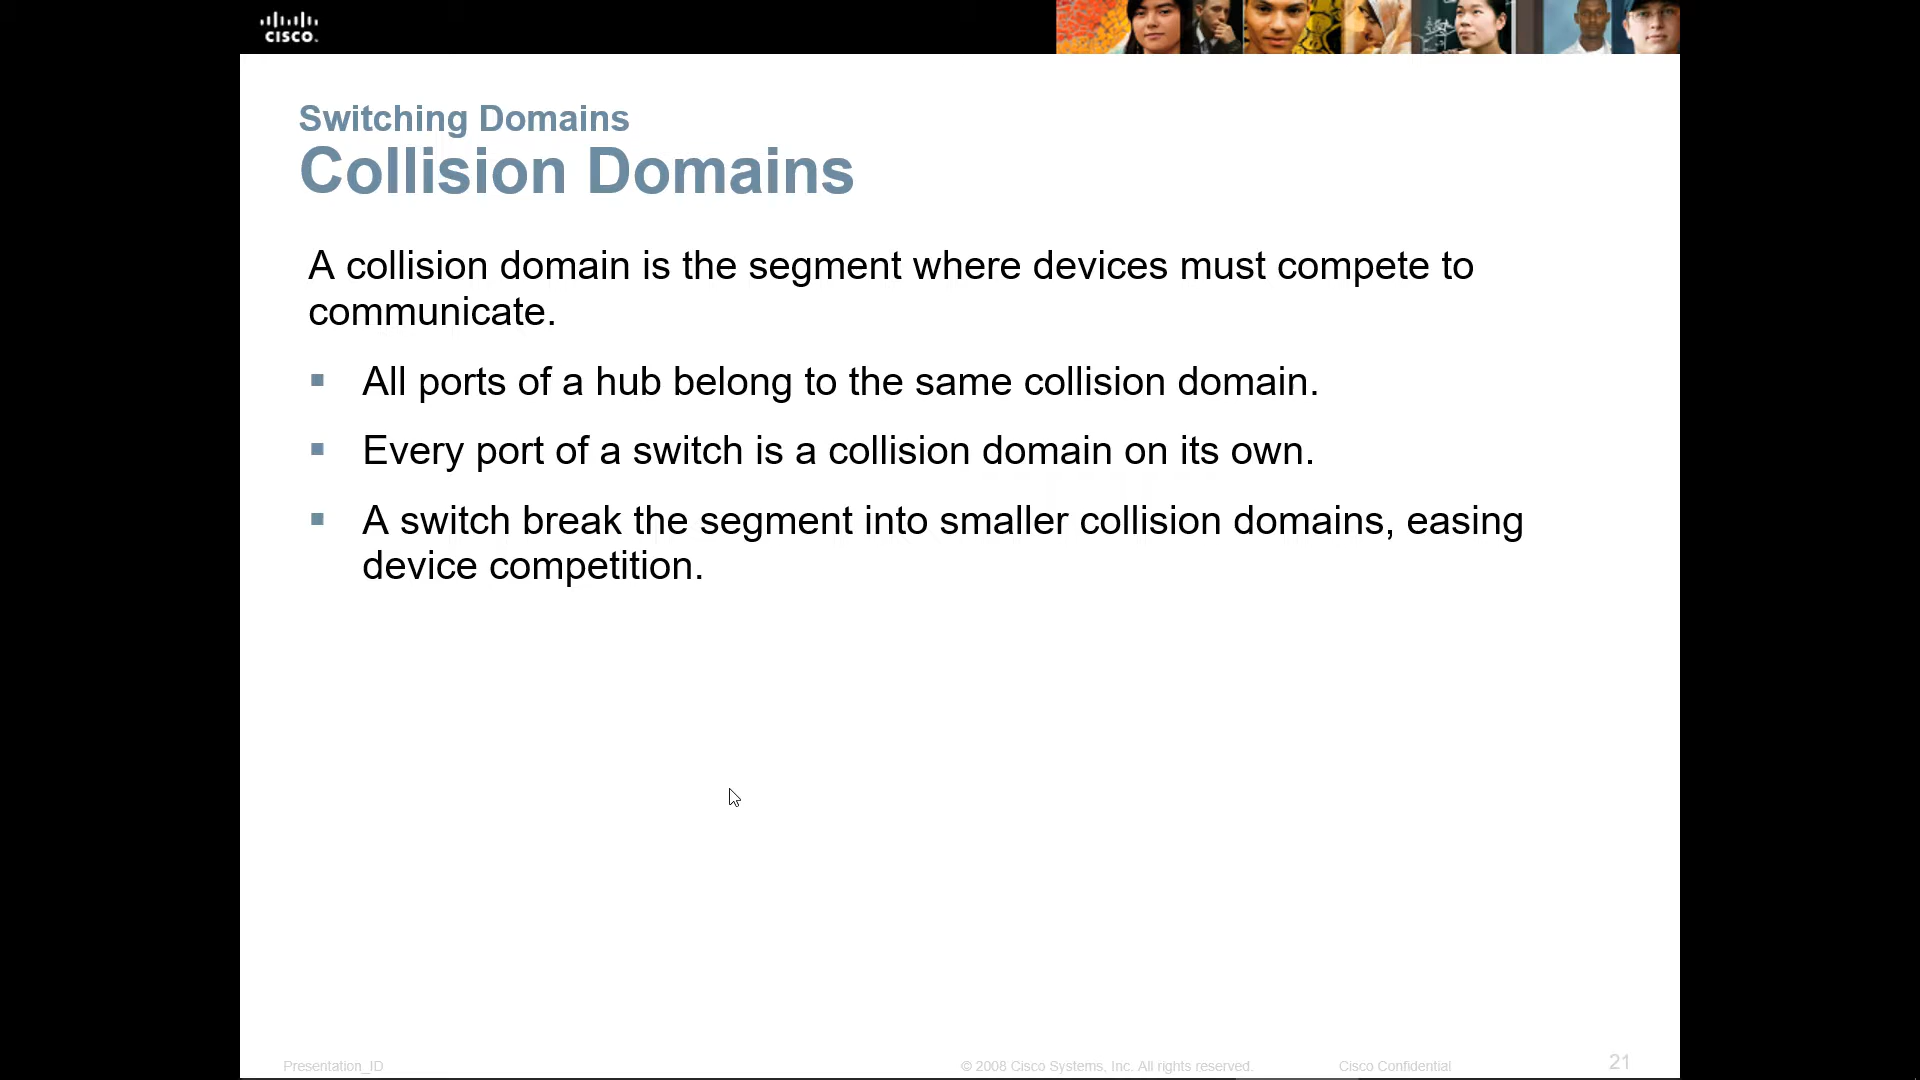 CISCO.
Switching Domains
Collision Domains
A collision domain is the segment where devices must compete to
communicate.
▪ All ports of a hub belong to the same collision domain.
▪ Every port of a switch is a collision domain on its own.
▪ A switch break the segment into smaller collision domains, easing
device competition.
Presentation_ID
© 2008 Cisco Systems, Inc. All rights reserved.
Cisco Confidential
21